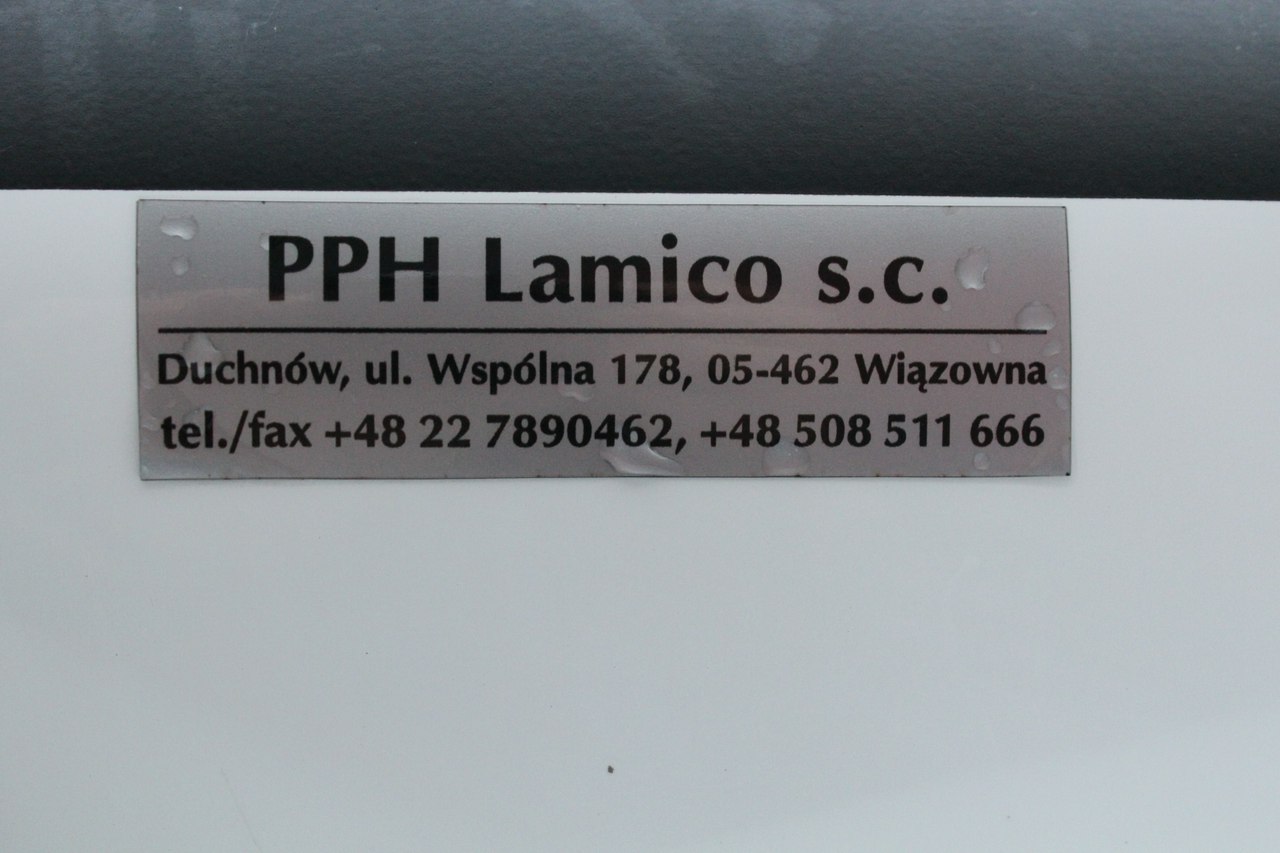 PPH Lamico s.c.
Duchnów, ul. Wspólna 178, 05-462 Wiązowna
tel./fax +48 22 7890462, +48 508 511 666